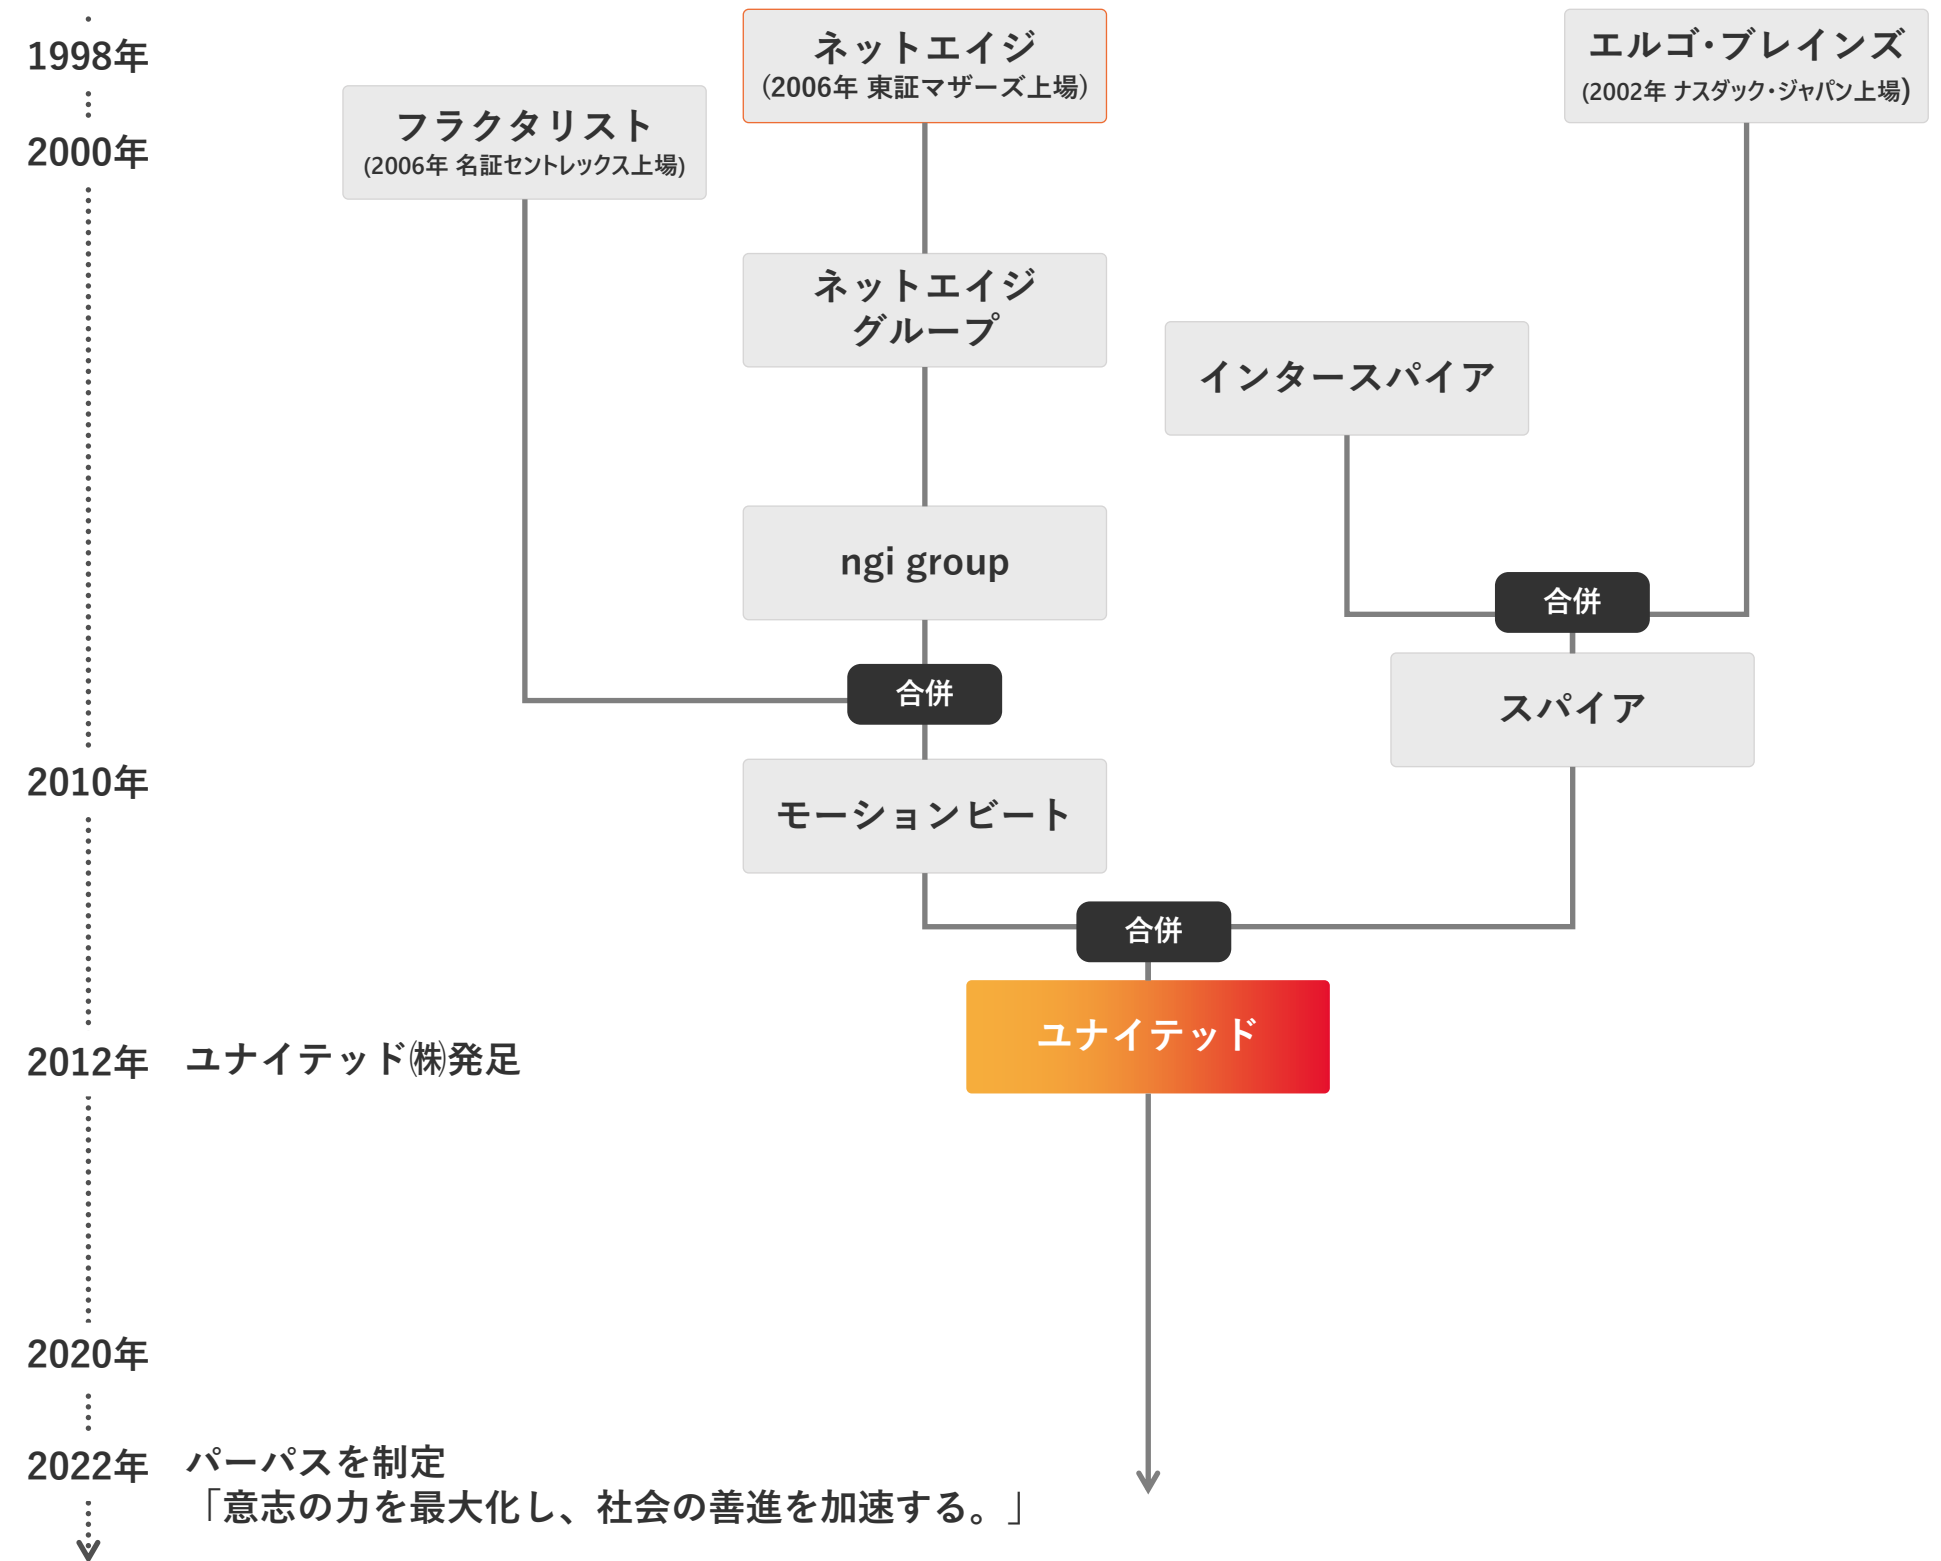 1998年
ネットエイジ
(2006年 東証マザーズ上場)
エルゴ・ブレインズ
(2002年 ナスダック・ジャパン上場)
フラクタリスト
(2006年 名証セントレックス上場)
2000年
ネットエイジ
グループ
インタースパイア
ngi group
合併
合併
スパイア
2010年
モーションビート
合併
ユナイテッド
2012年 ユナイテッド㈱発足
2020年
2022年 パーパスを制定
「意志の力を最大化し、社会の善進を加速する。」